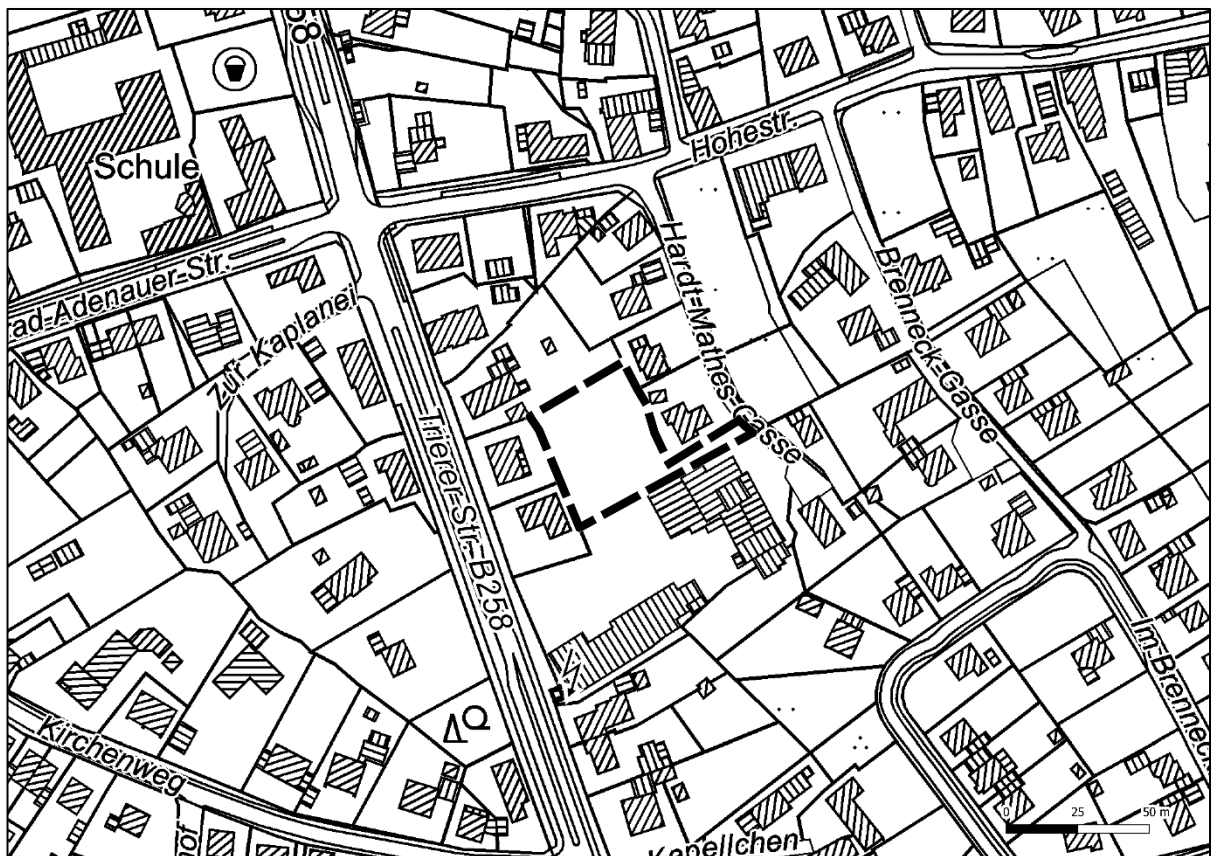 Schule
Hohestr.
rad-Adenauer-Str.
Zur Kaplanei
Hardt-Mathes-Gasse
Brenneck-Gasse
Trierer-Str.-B258
Kirchenweg
Im-Brenneck
Kapellchen
hof
0 25 50 m